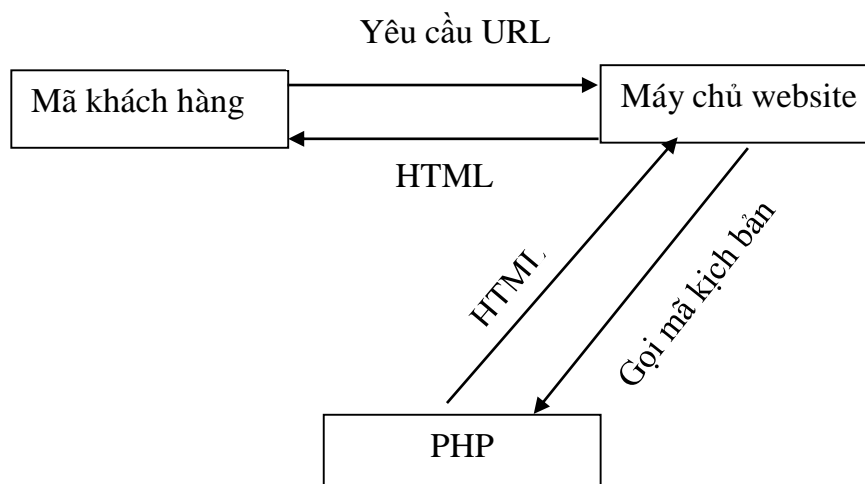 Yêu cầu URL
Mã khách hàng
Máy chủ website
HTML
HTML
Gọi mã kịch bản
PHP